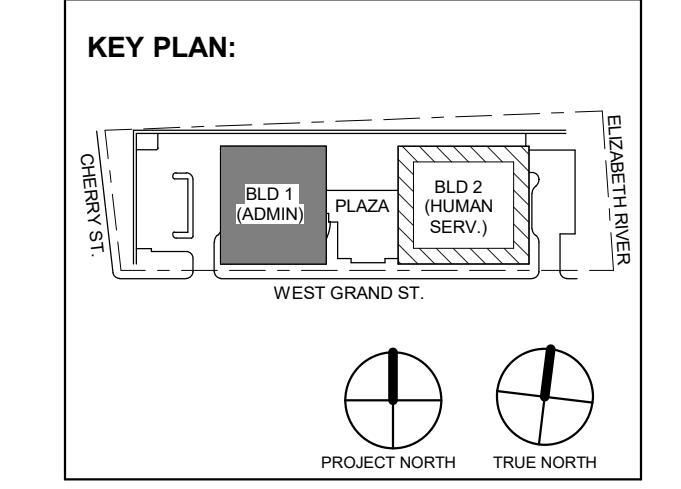 KEY PLAN:
CHERRY ST.
BLD 1
(ADMIN)
PLAZA
BLD 2
(HUMAN
SERV.)
ELIZABETH RIVER
WEST GRAND ST.
PROJECT NORTH
TRUE NORTH